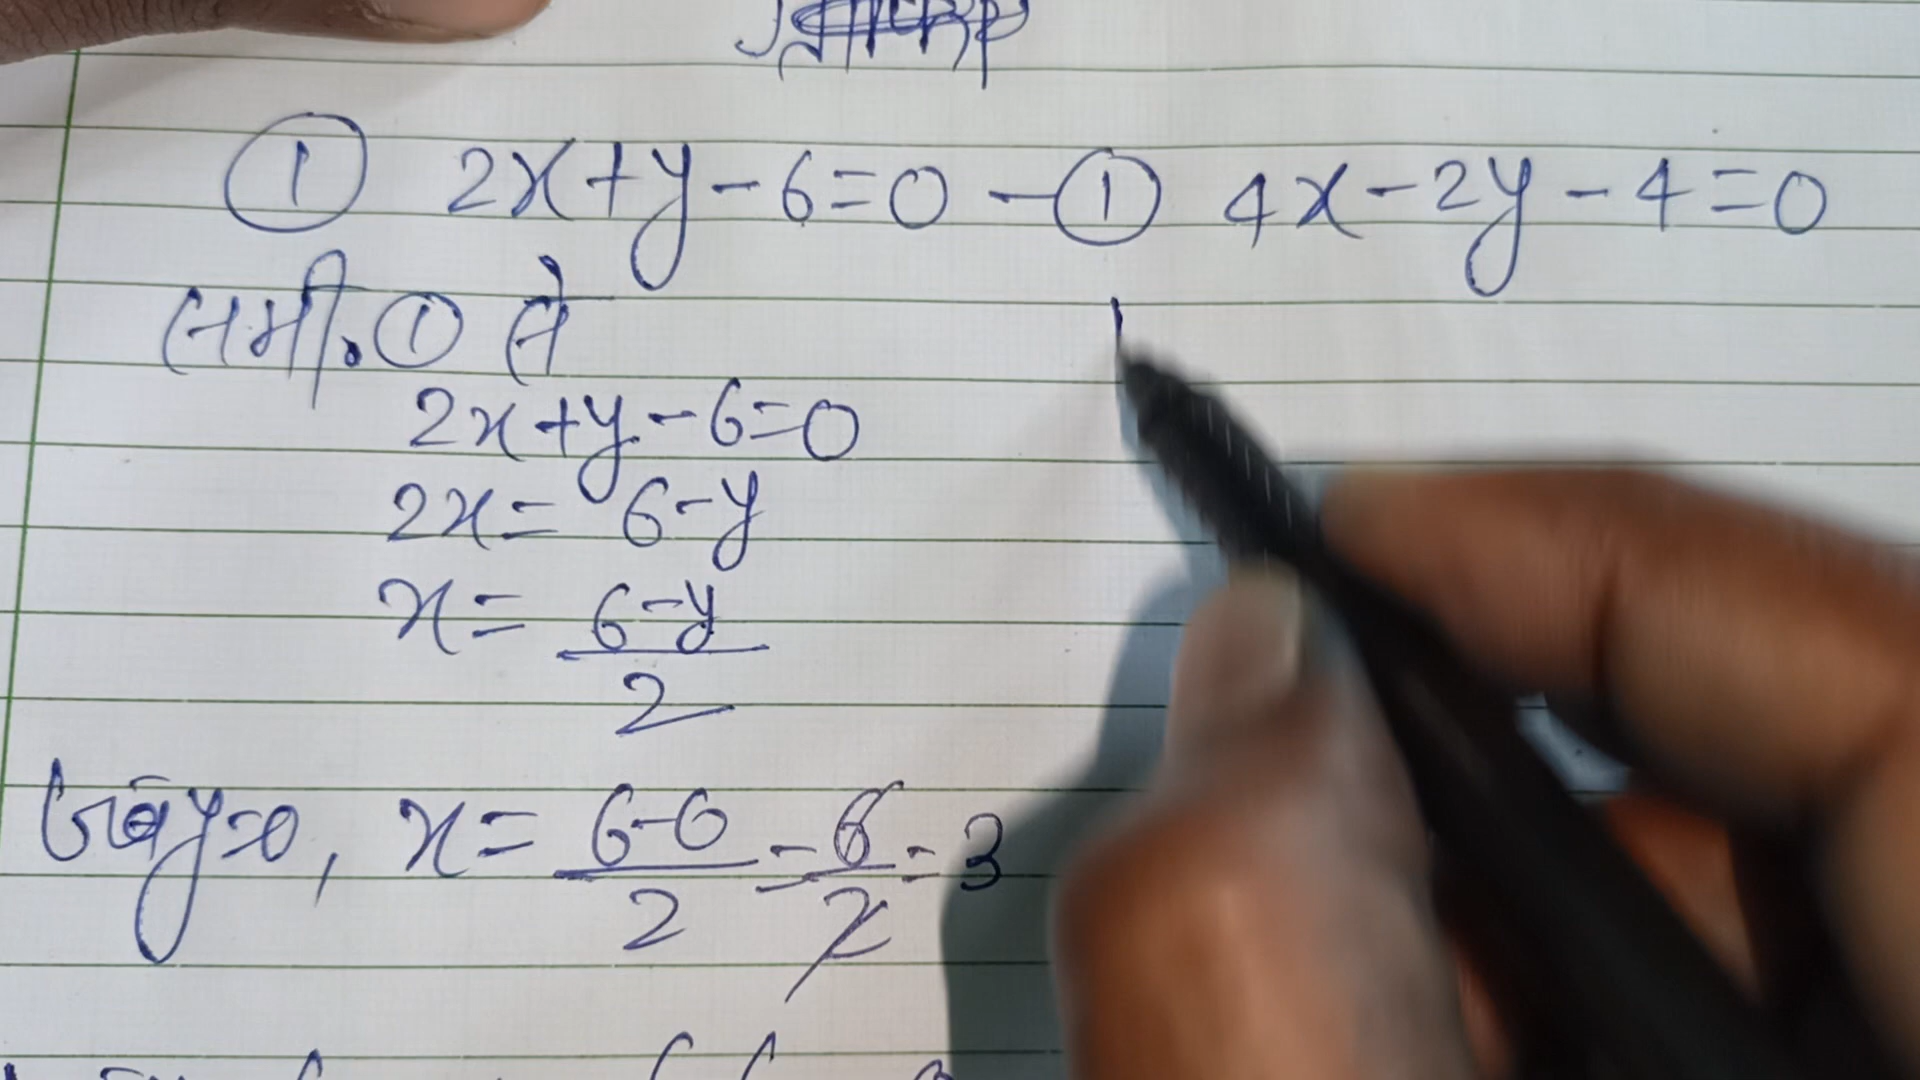 ① 2x+y-6=0 -① 4x-2y-4=0
समी. ① से
2x+y-6=0
2x= 6-y
x= 6-y/2
जब y=0, x= 6-0/2 = 6/2 = 3